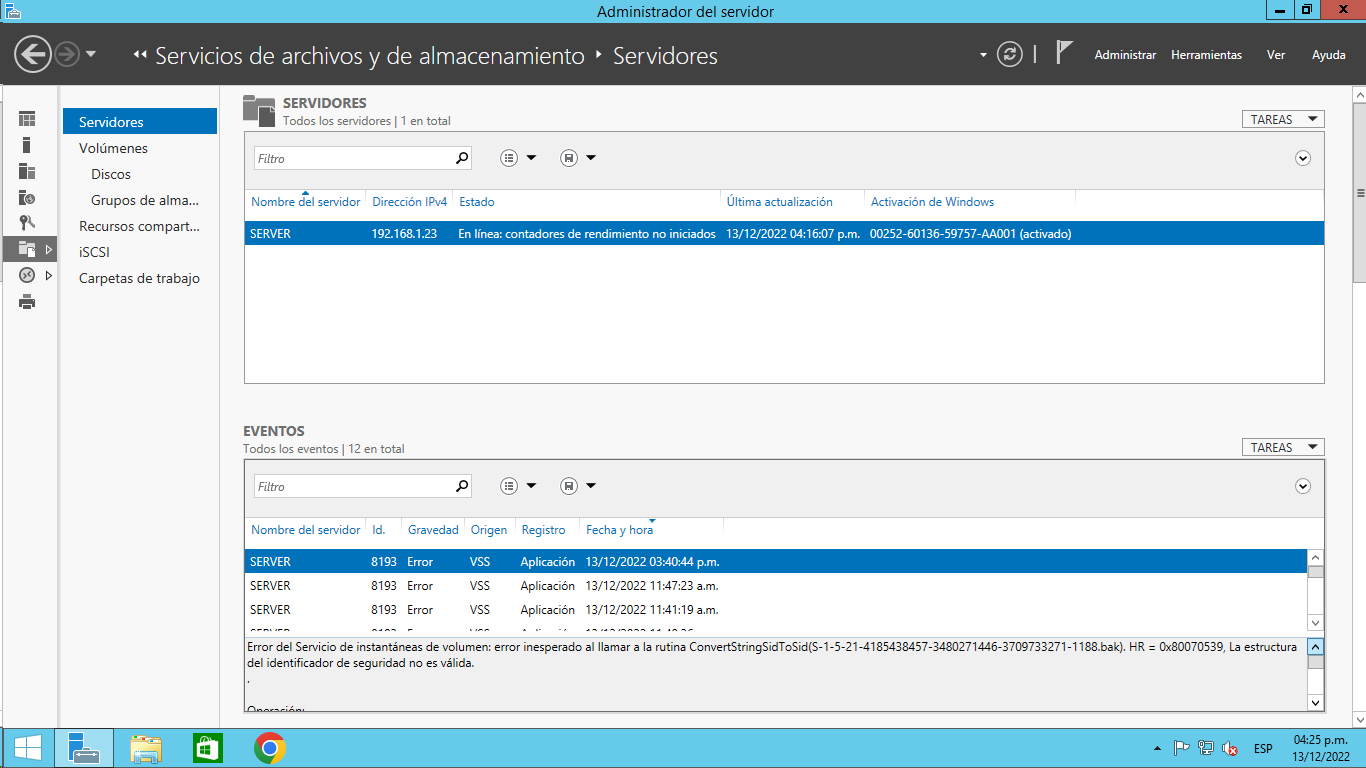 Administrador del servidor
Servicios de archivos y de almacenamiento
Servidores
Administrar
Herramientas
Ver
Ayuda
Servidores
Volúmenes
Discos
Grupos de alma...
Recursos compart...
iSCSI
Carpetas de trabajo
SERVIDORES
Todos los servidores | 1 en total
TAREAS
Filtro
Nombre del servidor Dirección IPv4 Estado Última actualización Activación de Windows
SERVER 192.168.1.23 En línea: contadores de rendimiento no iniciados 13/12/2022 04:16:07 p.m. 00252-60136-59757-AA001 (activado)
EVENTOS
Todos los eventos | 12 en total
TAREAS
Filtro
Nombre del servidor Id. Gravedad Origen Registro Fecha y hora
SERVER 8193 Error VSS Aplicación 13/12/2022 03:40:44 p.m.
SERVER 8193 Error VSS Aplicación 13/12/2022 11:47:23 a.m.
SERVER 8193 Error VSS Aplicación 13/12/2022 11:41:19 a.m.
Error del Servicio de instantáneas de volumen: error inesperado al llamar a la rutina ConvertStringSidToSid(S-1-5-21-4185438457-3480271446-3709733271-1188.bak). HR = 0x80070539, La estructura
del identificador de seguridad no es válida.
.
Operación:
ESP
04:25 p.m.
13/12/2022